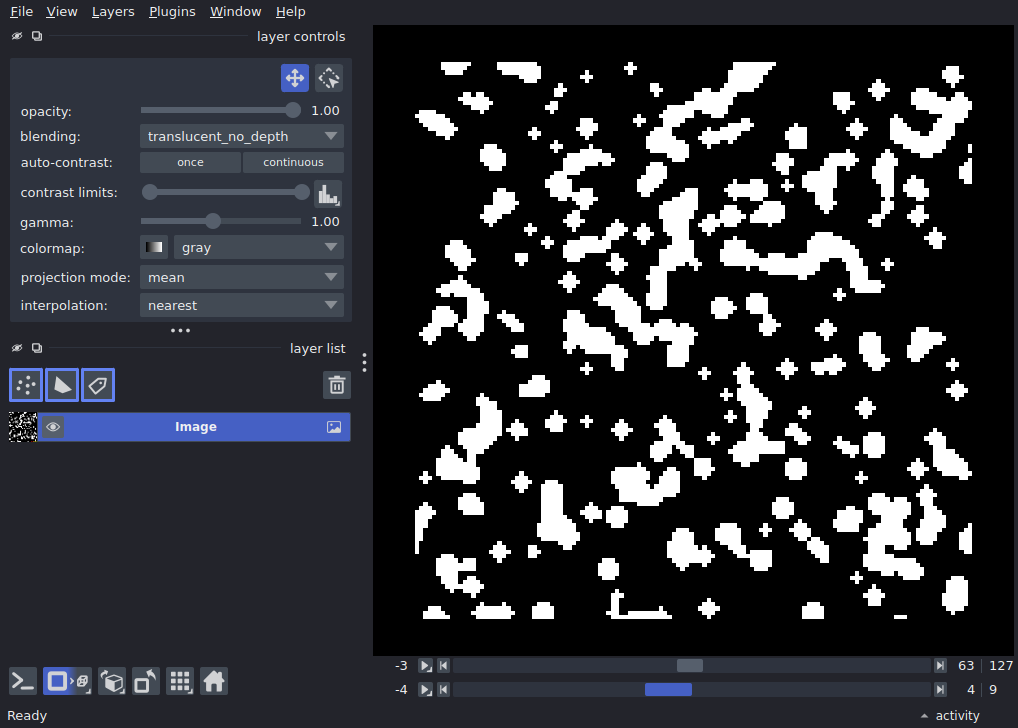 File View Layers Plugins Window Help
layer controls
opacity: 1.00
blending: translucent_no_depth
auto-contrast: once continuous
contrast limits:
gamma: 1.00
colormap: gray
projection mode: mean
interpolation: nearest
layer list
Image
-3 63 127
-4 4 9
Ready activity